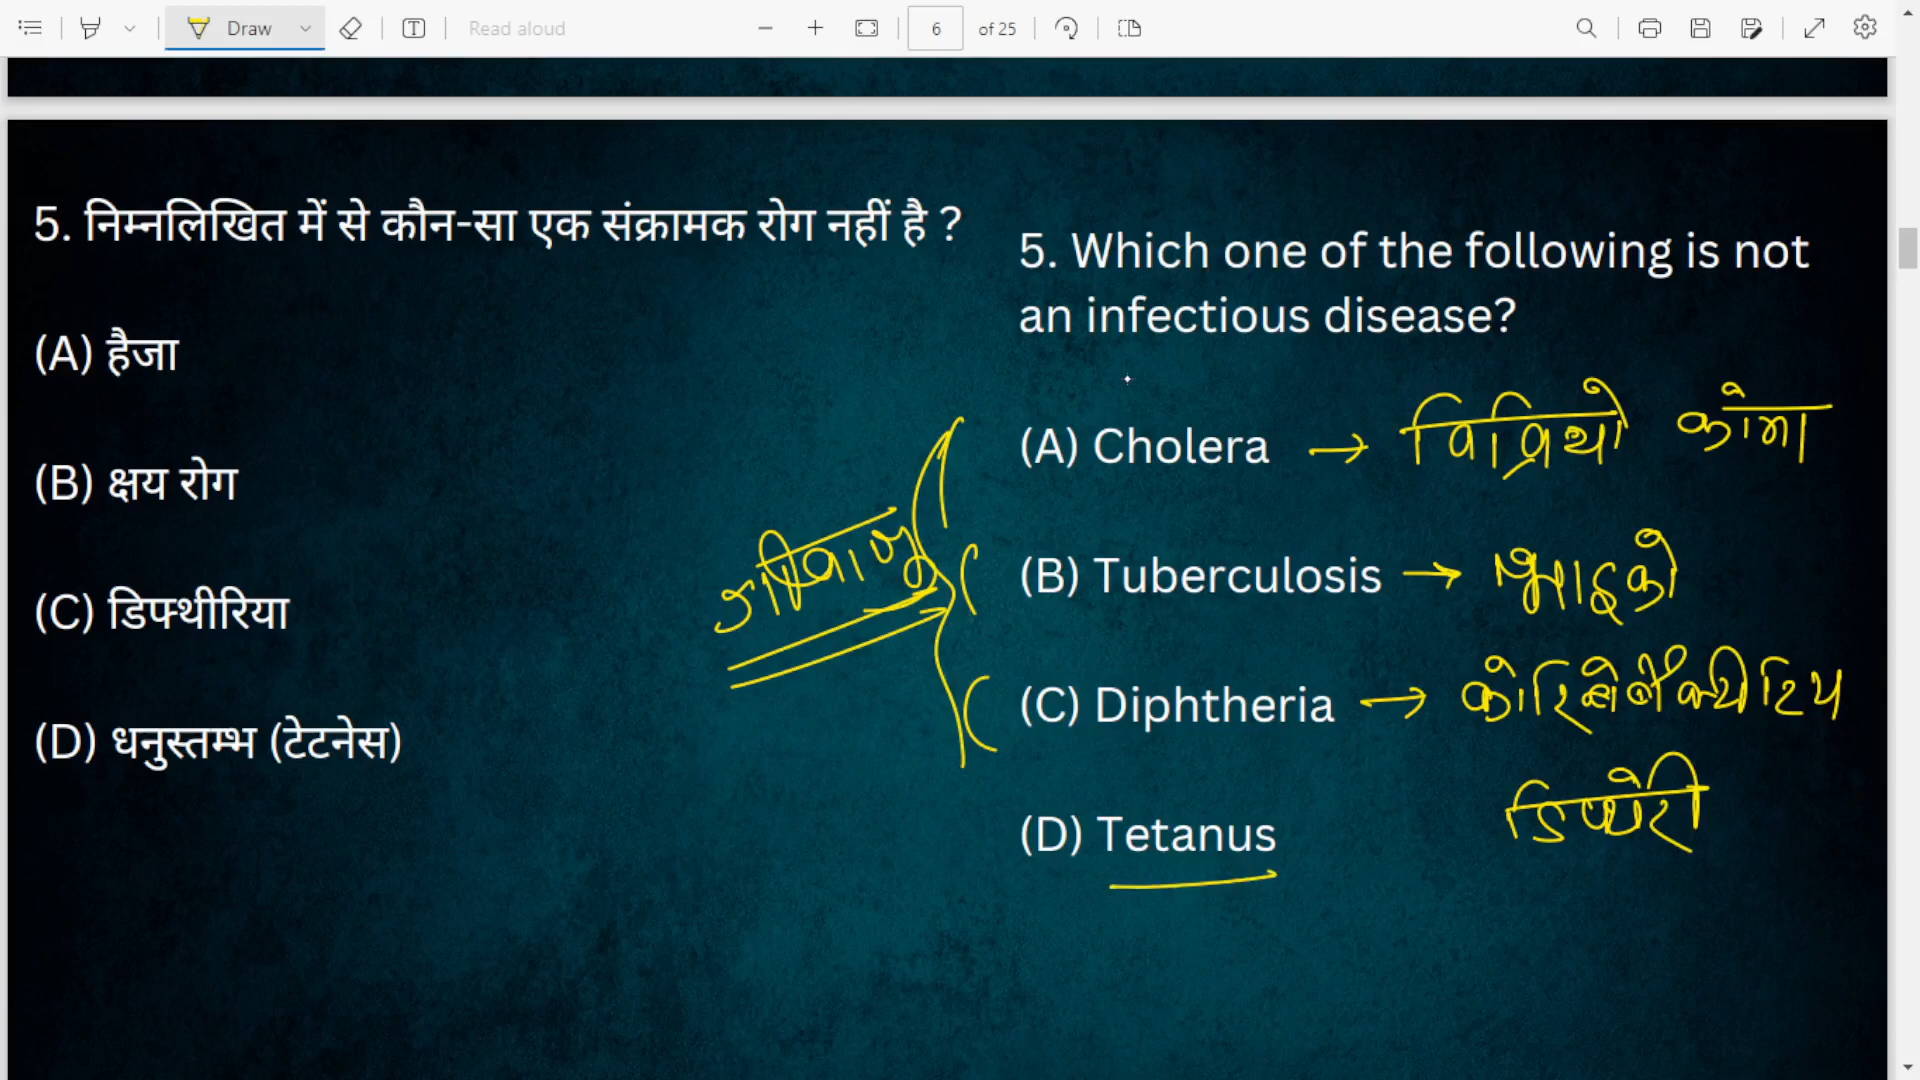 Draw
Read aloud
6 of 25
5. निम्नलिखित में से कौन-सा एक संक्रामक रोग नहीं है ?
(A) हैजा
(B) क्षय रोग
(C) डिफ्थीरिया
(D) धनुस्तम्भ (टेटनेस)
5. Which one of the following is not
an infectious disease?
(A) Cholera →
(B) Tuberculosis → माइको
(C) Diphtheria →
(D) Tetanus